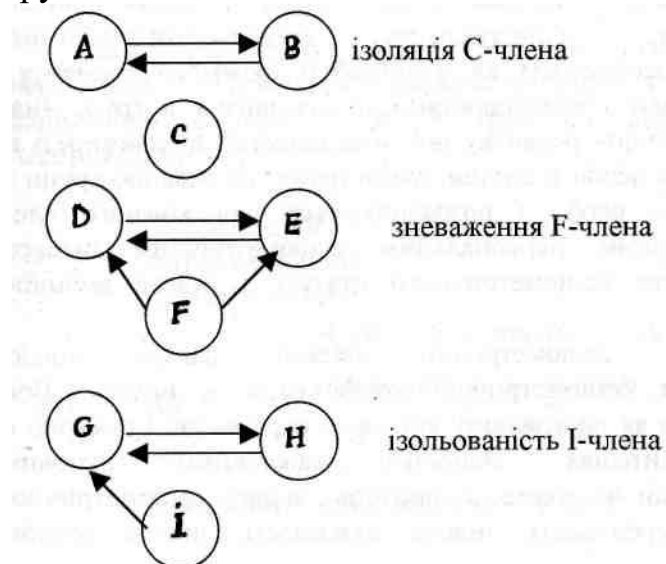 A B ізоляція С-члена
C
D E зневаження F-члена
F
G H ізольованість I-члена
i